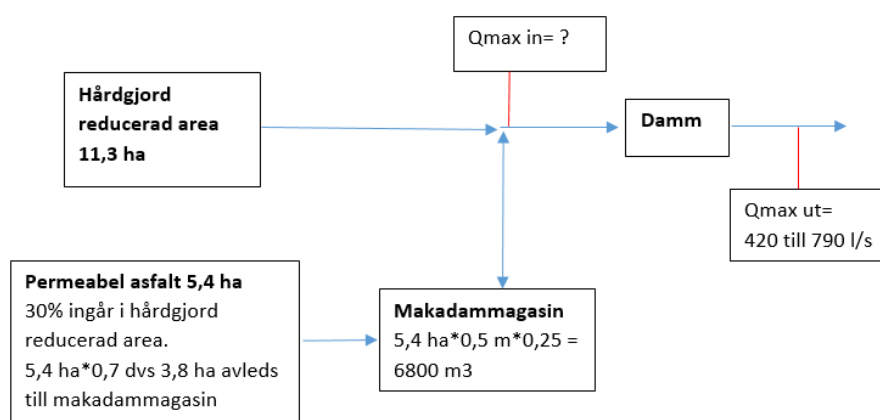 Qmax in= ?
Hårdgjord
reducerad area
11,3 ha
Damm
Qmax ut=
420 till 790 l/s
Permeabel asfalt 5,4 ha
30% ingår i hårdgjord
reducerad area.
5,4 ha*0,7 dvs 3,8 ha avleds
till makadammagasin
Makadammagasin
5,4 ha*0,5 m*0,25 =
6800 m3